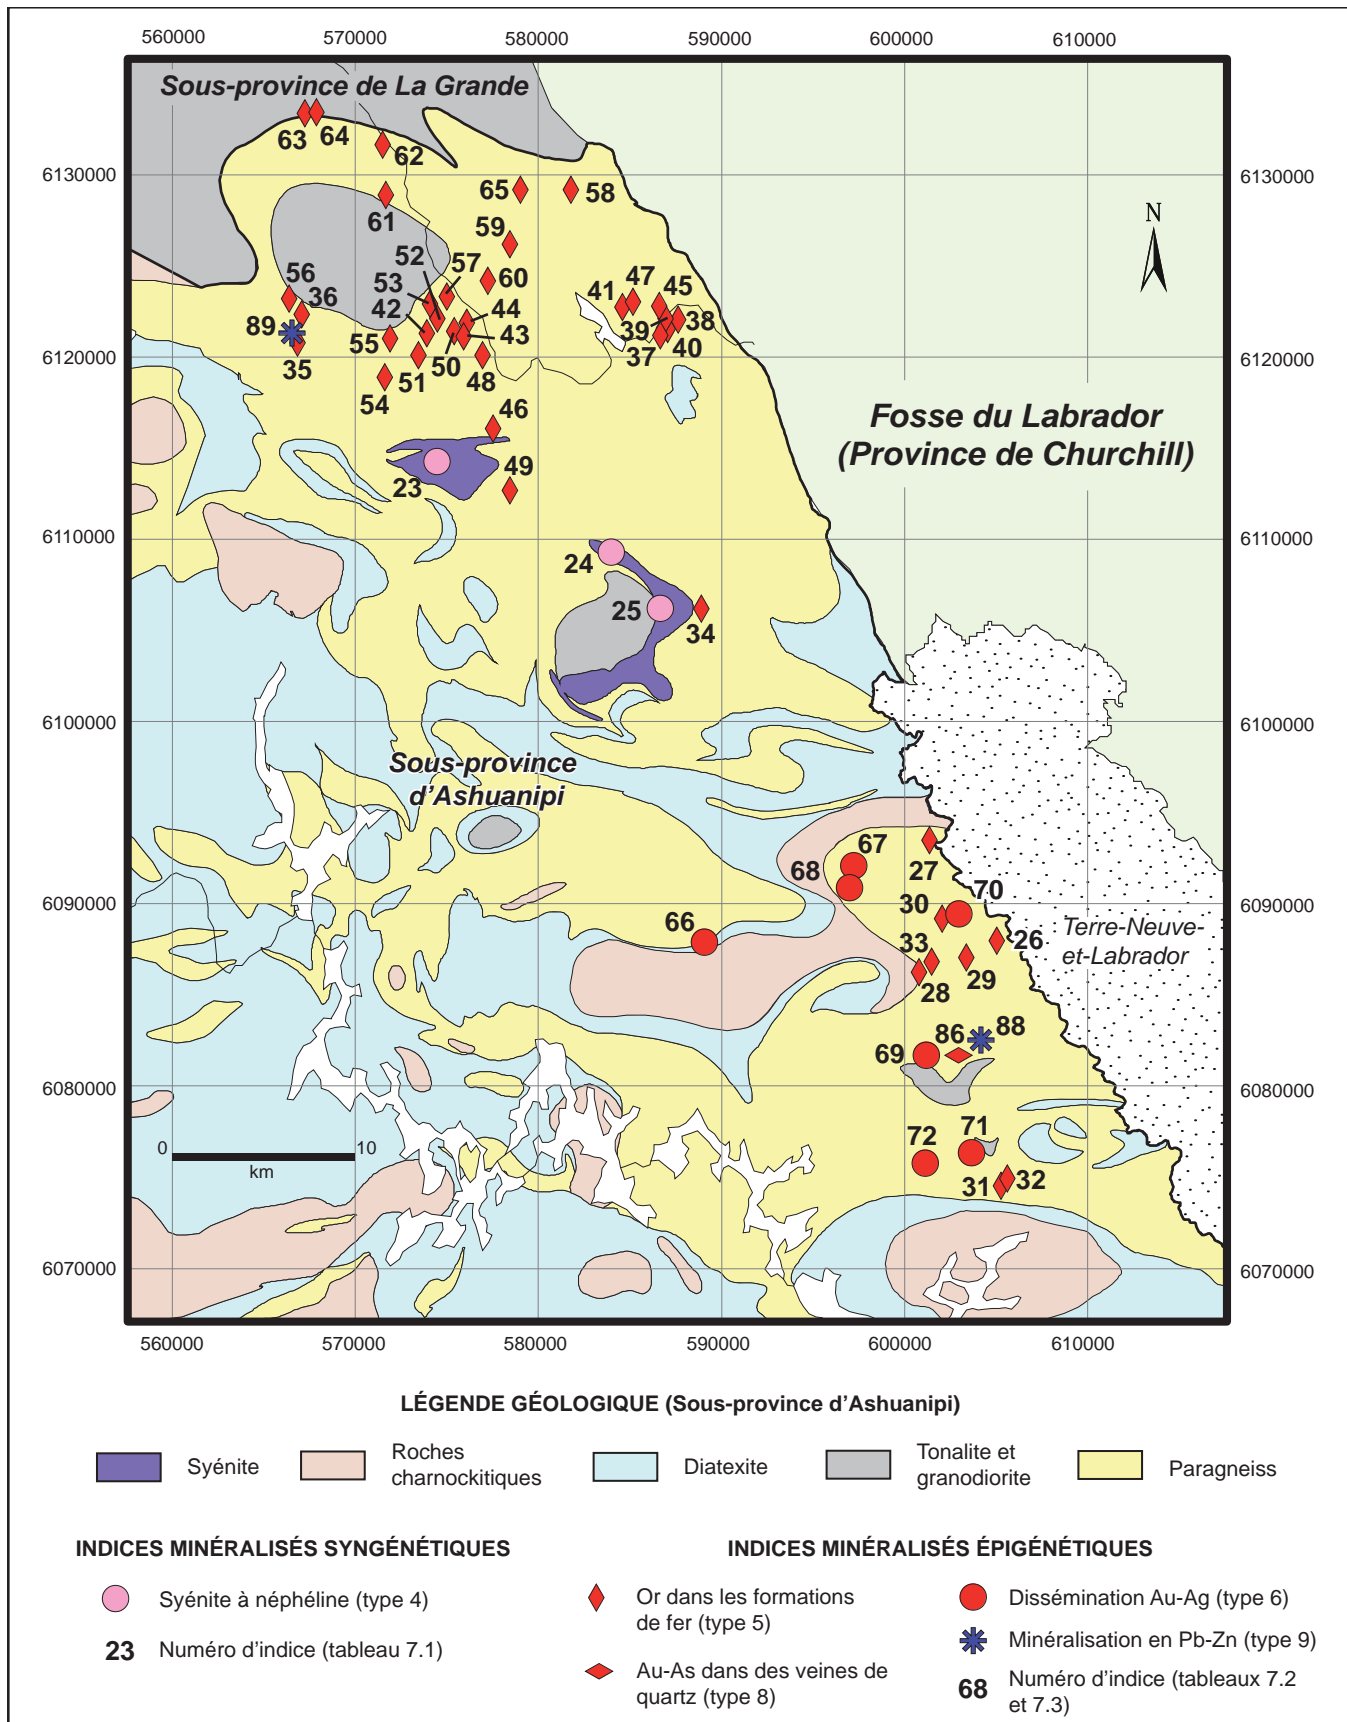 560000 570000 580000 590000 600000 610000
Sous-province de La Grande
63 64
62
6130000 6130000
65 58
61
N
59
52 57
56 53 60 47 45
36 41
42 44
89 39 38
55 43
35 50 37 40
6120000 6120000
51 48
54
46
Fosse du Labrador
(Province de Churchill)
49
23
6110000 6110000
24
25
34
6100000 6100000
Sous-province
d'Ashuanipi
67
68 27
70
30
6090000 6090000
66
33 26
Terre-Neuve-
et-Labrador
28 29
86 88
69
6080000 6080000
72 71
0 10
km
31 32
6070000 6070000
560000 570000 580000 590000 600000 610000
LÉGENDE GÉOLOGIQUE (Sous-province d'Ashuanipi)
Syénite
Roches
charnockitiques
Diatexite
Tonalite et
granodiorite
Paragneiss
INDICES MINÉRALISÉS SYNGÉNÉTIQUES
Syénite à néphéline (type 4)
23 Numéro d'indice (tableau 7.1)
INDICES MINÉRALISÉS ÉPIGÉNÉTIQUES
Or dans les formations
de fer (type 5)
Au-As dans des veines de
quartz (type 8)
Dissémination Au-Ag (type 6)
Minéralisation en Pb-Zn (type 9)
68 Numéro d'indice (tableaux 7.2
et 7.3)